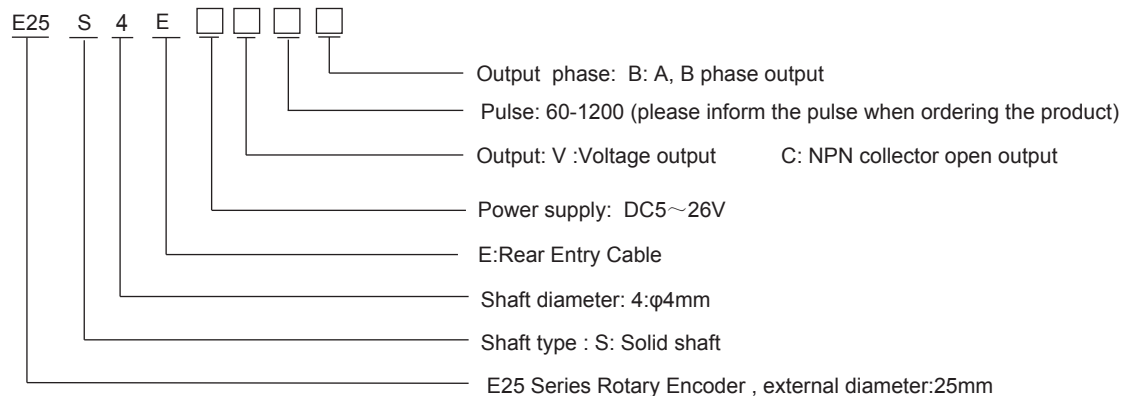 E25 S 4 E □ □ □ □
Output phase: B: A, B phase output
Pulse: 60-1200 (please inform the pulse when ordering the product)
Output: V :Voltage output C: NPN collector open output
Power supply: DC5～26V
E:Rear Entry Cable
Shaft diameter: 4:φ4mm
Shaft type : S: Solid shaft
E25 Series Rotary Encoder , external diameter:25mm